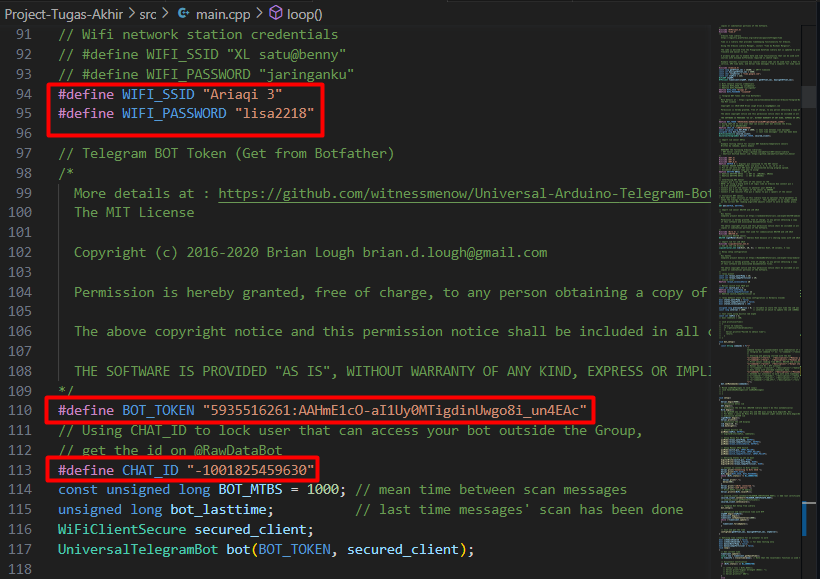 Project-Tugas-Akhir > src > main.cpp > loop()
91 // Wifi network station credentials
92 // #define WIFI_SSID "XL satu@benny"
93 // #define WIFI_PASSWORD "jaringanku"
94 #define WIFI_SSID "Ariaqi 3"
95 #define WIFI_PASSWORD "lisa2218"
96
97 // Telegram BOT Token (Get from Botfather)
98 /*
99 More details at : https://github.com/witnessmenow/Universal-Arduino-Telegram-Bot
100 The MIT License
101
102 Copyright (c) 2016-2020 Brian Lough brian.d.lough@gmail.com
103
104 Permission is hereby granted, free of charge, to any person obtaining a copy of
105
106 The above copyright notice and this permission notice shall be included in all c
107
108 THE SOFTWARE IS PROVIDED "AS IS", WITHOUT WARRANTY OF ANY KIND, EXPRESS OR IMPLI
109 */
110 #define BOT_TOKEN "5935516261:AAHmE1cO-aI1Uy0MTigdinUwgo8i_un4EAc"
111 // Using CHAT_ID to lock user that can access your bot outside the Group,
112 // get the id on @RawDataBot
113 #define CHAT_ID "-1001825459630"
114 const unsigned long BOT_MTBS = 1000; // mean time between scan messages
115 unsigned long bot_lasttime; // last time messages' scan has been done
116 WiFiClientSecure secured_client;
117 UniversalTelegramBot bot(BOT_TOKEN, secured_client);
118